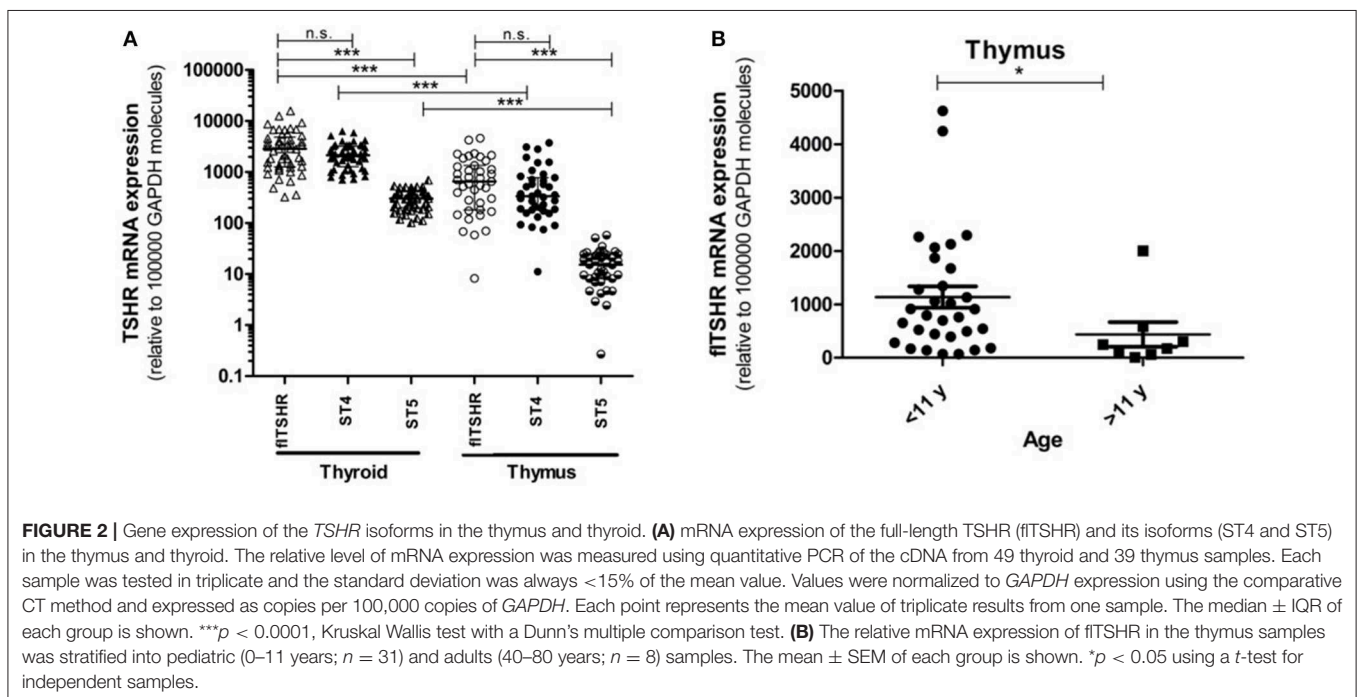 A
n.s.
n.s.
***
***
***
***
***
100000
10000
1000
100
10
1
0.1
TSHR mRNA expression
(relative to 100000 GAPDH molecules)
flTSHR
ST4
ST5
flTSHR
ST4
ST5
Thyroid
Thymus
B
Thymus
*
5000
4000
3000
2000
1000
0
flTSHR mRNA expression
(relative to 100000 GAPDH molecules)
<11 y
>11 y
Age
FIGURE 2 | Gene expression of the TSHR isoforms in the thymus and thyroid. (A) mRNA expression of the full-length TSHR (flTSHR) and its isoforms (ST4 and ST5)
in the thymus and thyroid. The relative level of mRNA expression was measured using quantitative PCR of the cDNA from 49 thyroid and 39 thymus samples. Each
sample was tested in triplicate and the standard deviation was always <15% of the mean value. Values were normalized to GAPDH expression using the comparative
CT method and expressed as copies per 100,000 copies of GAPDH. Each point represents the mean value of triplicate results from one sample. The median ± IQR of
each group is shown. ***p < 0.0001, Kruskal Wallis test with a Dunn's multiple comparison test. (B) The relative mRNA expression of flTSHR in the thymus samples
was stratified into pediatric (0–11 years; n = 31) and adults (40–80 years; n = 8) samples. The mean ± SEM of each group is shown. *p < 0.05 using a t-test for
independent samples.